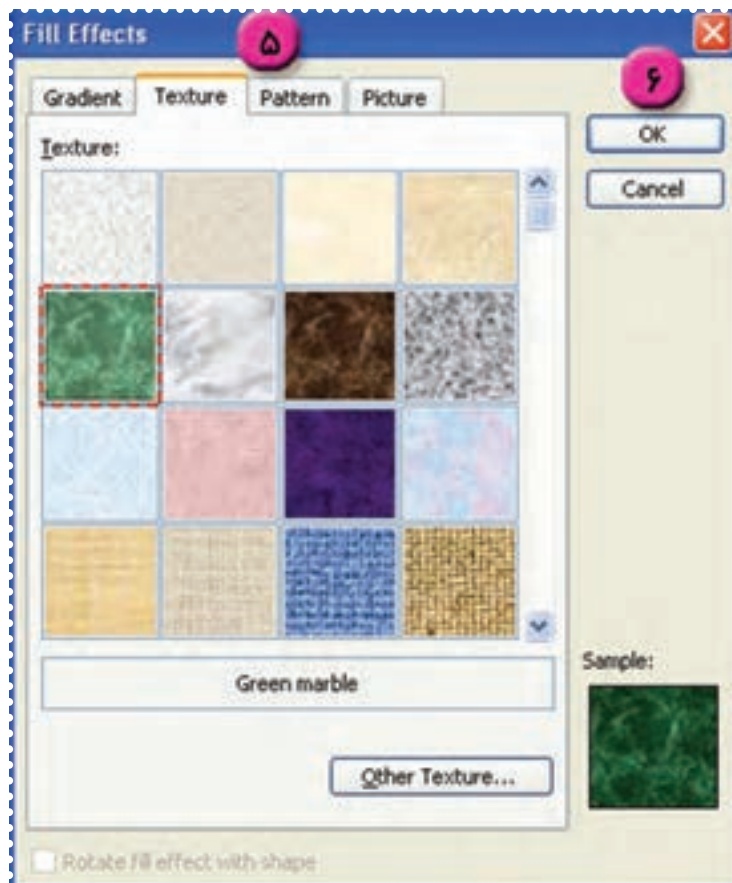 Fill Effects
۵
۶
Gradient Texture Pattern Picture
OK
Cancel
Texture:
Green marble
Sample:
Other Texture...
Rotate fill effect with shape